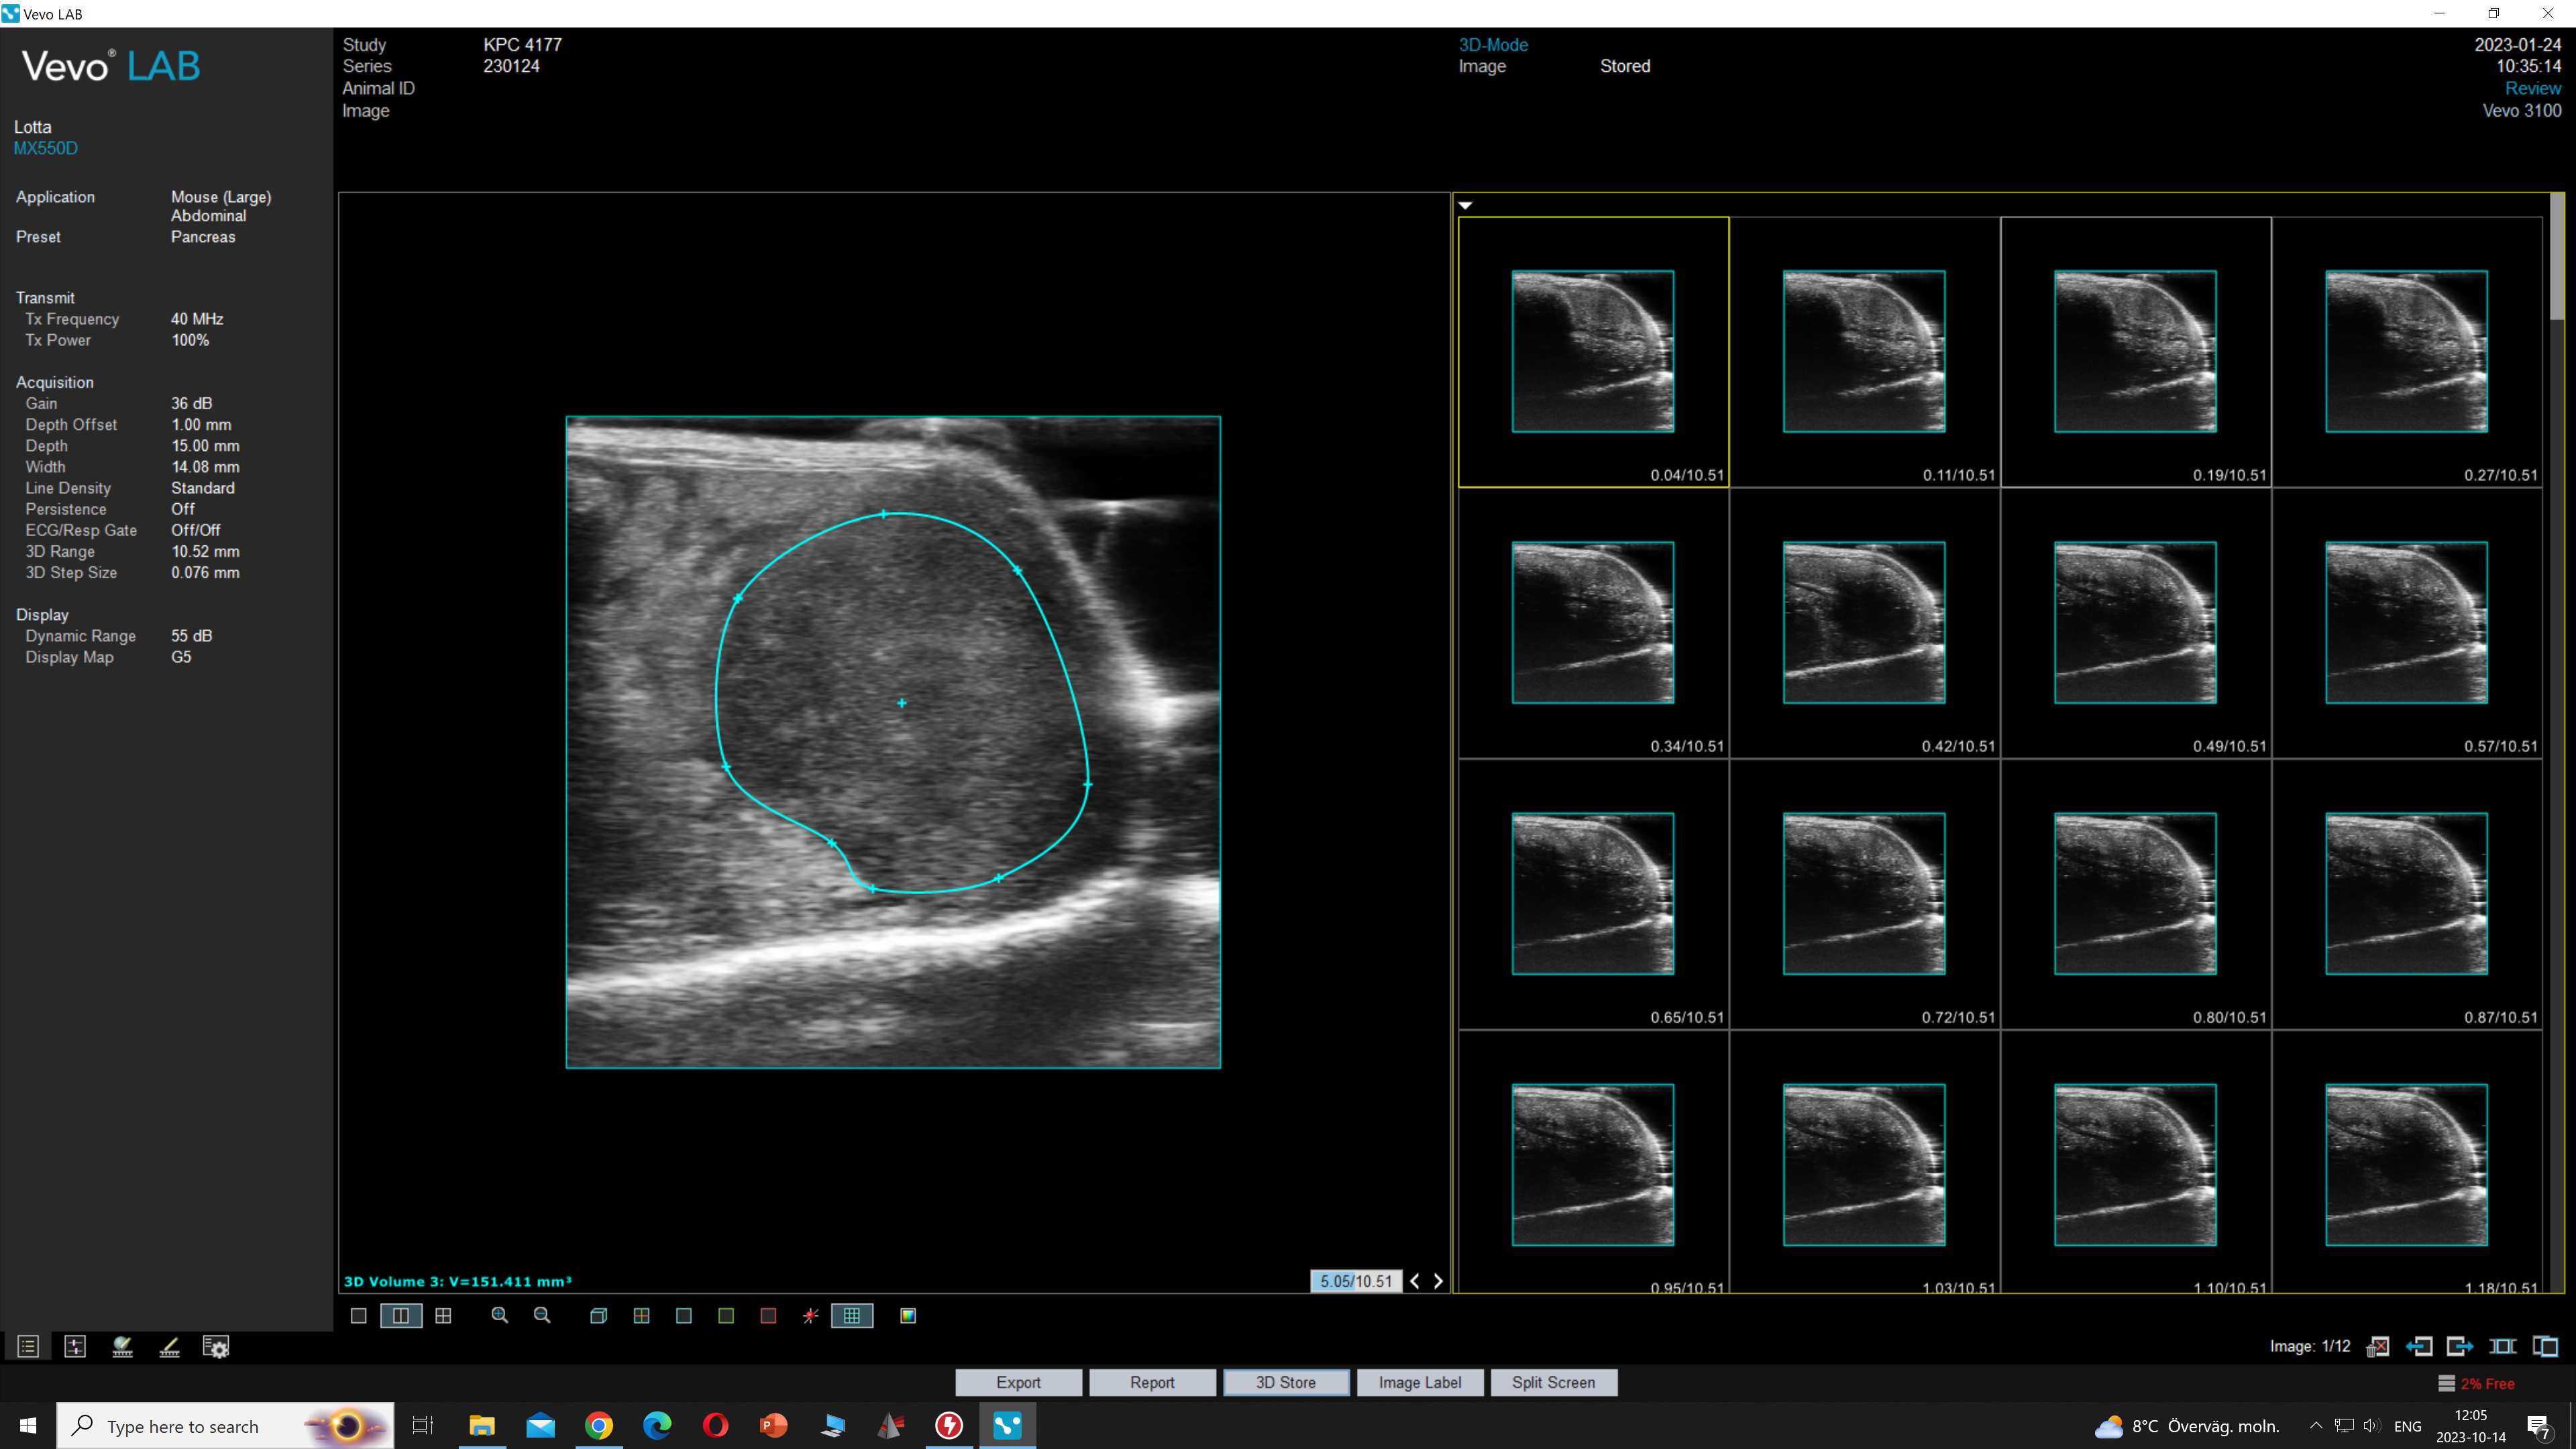 Vevo LAB
Vevo® LAB
Lotta
MX550D
Application Mouse (Large)
Abdominal
Preset Pancreas
Transmit
Tx Frequency 40 MHz
Tx Power 100%
Acquisition
Gain 36 dB
Depth Offset 1.00 mm
Depth 15.00 mm
Width 14.08 mm
Line Density Standard
Persistence Off
ECG/Resp Gate Off/Off
3D Range 10.52 mm
3D Step Size 0.076 mm
Display
Dynamic Range 55 dB
Display Map G5
Study KPC 4177
Series 230124
Animal ID
Image
3D-Mode
Image Stored
2023-01-24
10:35:14
Review
Vevo 3100
3D Volume 3: V=151.411 mm³
5.05/10.51
0.04/10.51 0.11/10.51 0.19/10.51 0.27/10.51
0.34/10.51 0.42/10.51 0.49/10.51 0.57/10.51
0.65/10.51 0.72/10.51 0.80/10.51 0.87/10.51
0.95/10.51 1.03/10.51 1.10/10.51 1.18/10.51
Image: 1/12
Export Report 3D Store Image Label Split Screen
2% Free
Type here to search
8°C Överväg. moln.
ENG
12:05
2023-10-14
7